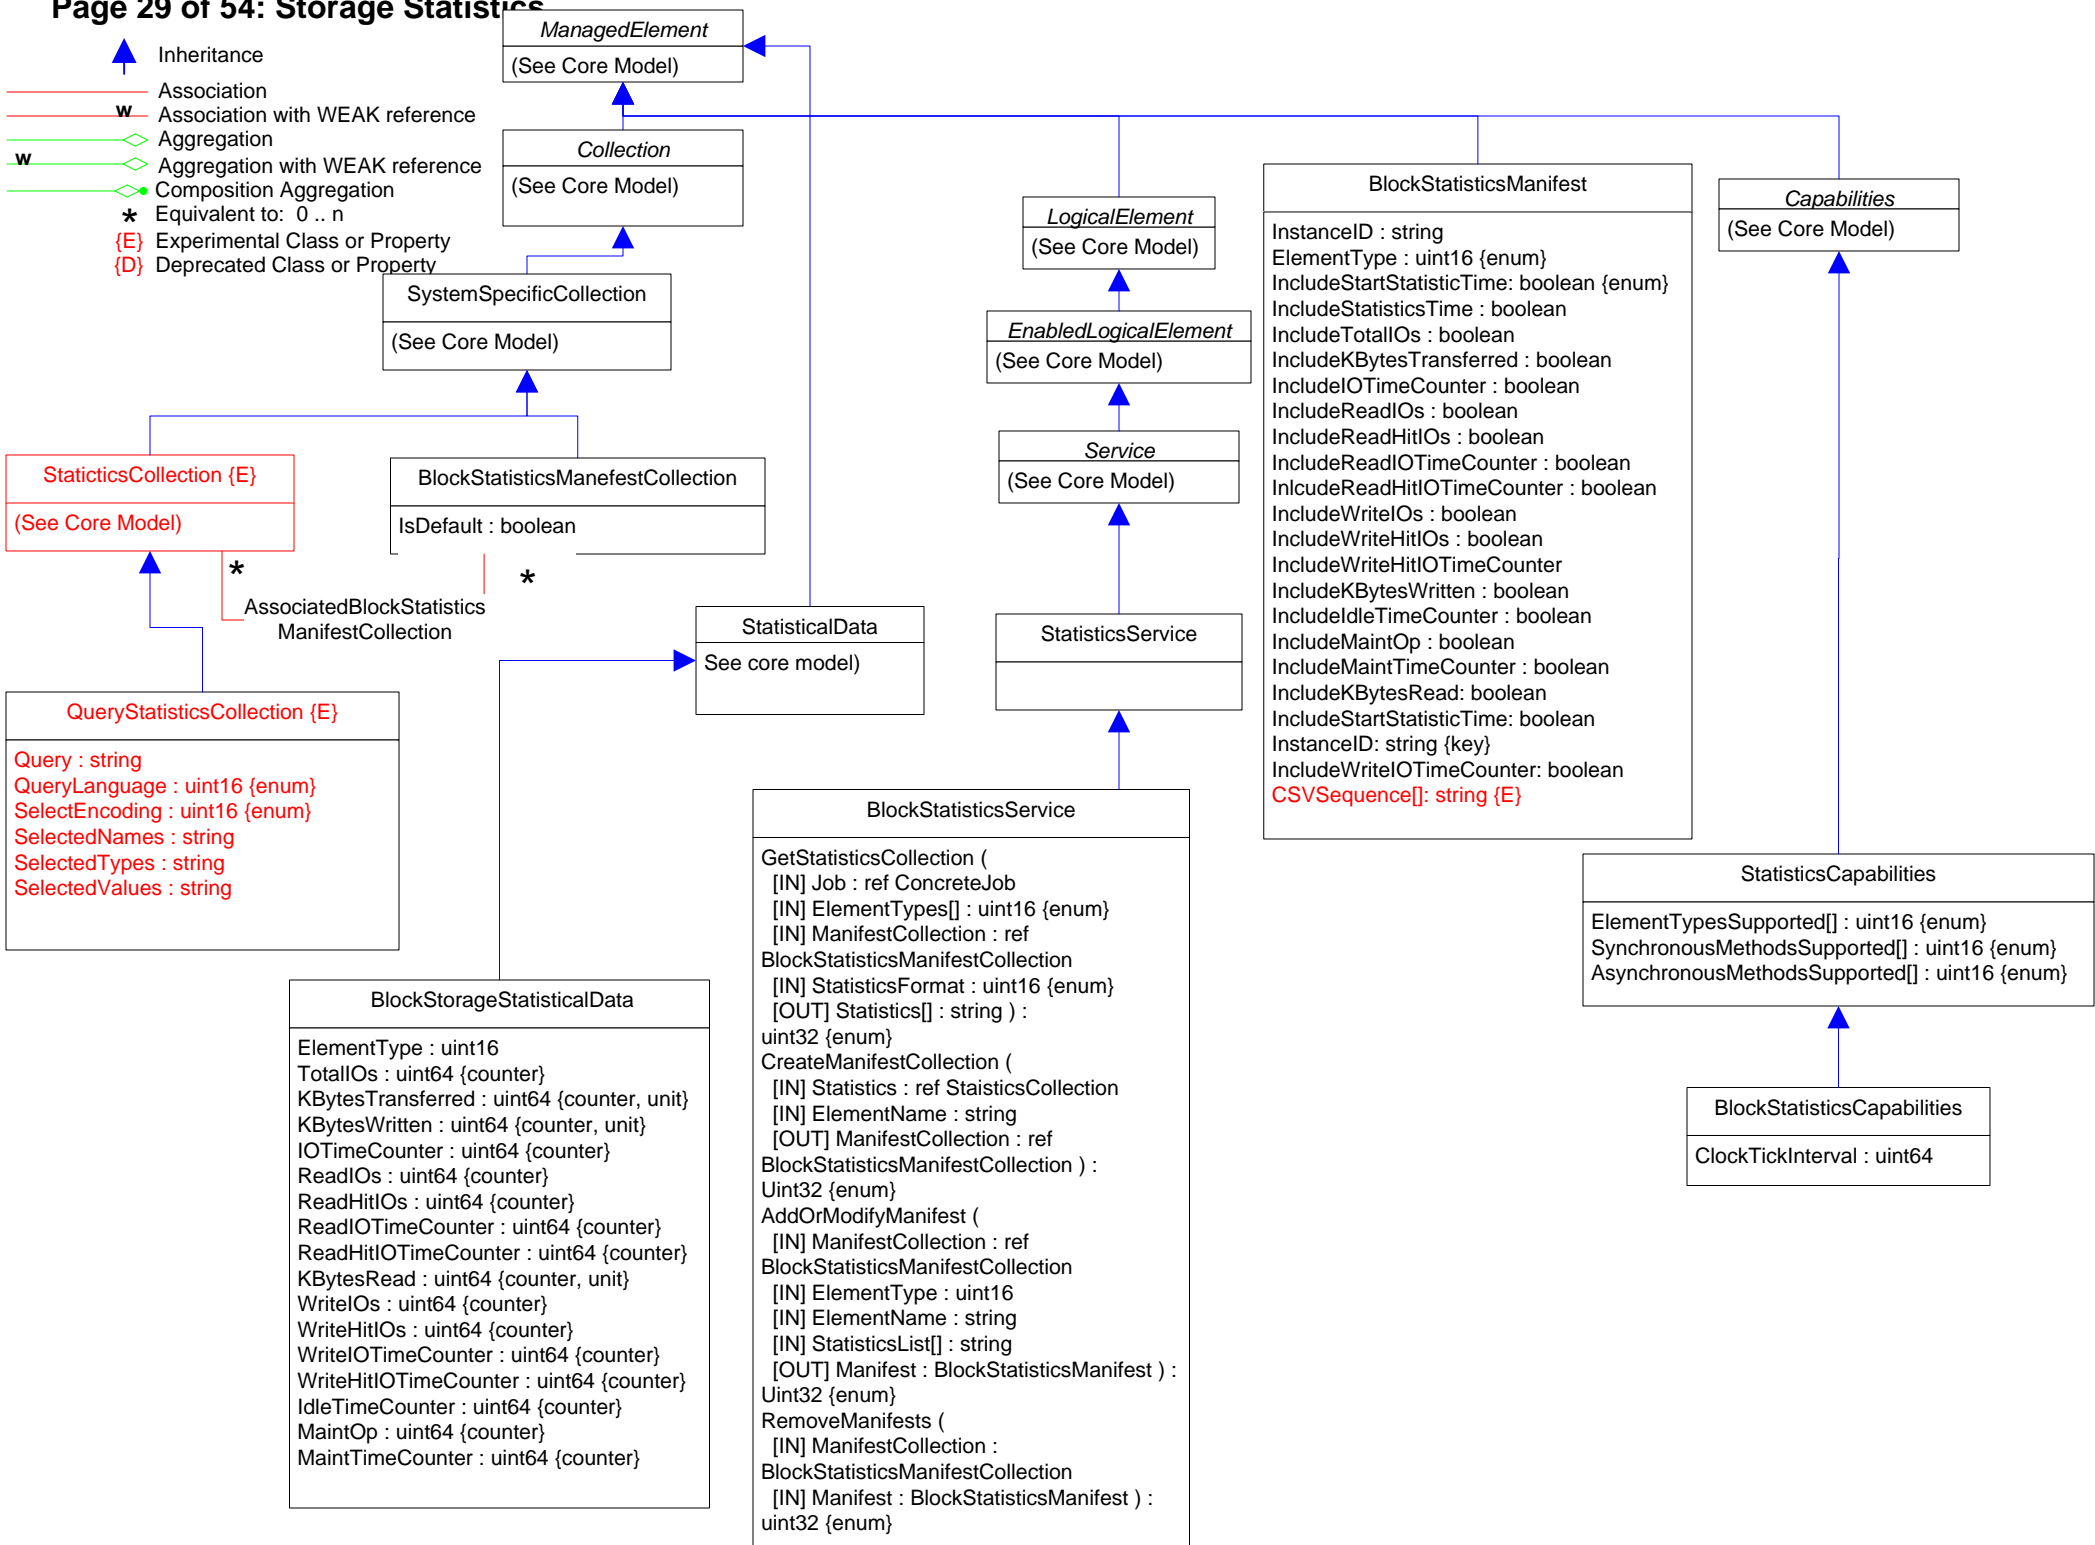 Page 29 of 54: Storage Statistics
Inheritance
Association
w
Association with WEAK reference
Aggregation
w
Aggregation with WEAK reference
Composition Aggregation
* Equivalent to: 0 .. n
{E} Experimental Class or Property
{D} Deprecated Class or Property
ManagedElement
(See Core Model)
Collection
(See Core Model)
SystemSpecificCollection
(See Core Model)
StaticticsCollection {E}
(See Core Model)
BlockStatisticsManefestCollection
IsDefault : boolean
*
*
AssociatedBlockStatistics
ManifestCollection
QueryStatisticsCollection {E}
Query : string
QueryLanguage : uint16 {enum}
SelectEncoding : uint16 {enum}
SelectedNames : string
SelectedTypes : string
SelectedValues : string
StatisticalData
See core model)
BlockStorageStatisticalData
ElementType : uint16
TotalIOs : uint64 {counter}
KBytesTransferred : uint64 {counter, unit}
KBytesWritten : uint64 {counter, unit}
IOTimeCounter : uint64 {counter}
ReadIOs : uint64 {counter}
ReadHitIOs : uint64 {counter}
ReadIOTimeCounter : uint64 {counter}
ReadHitIOTimeCounter : uint64 {counter}
KBytesRead : uint64 {counter, unit}
WriteIOs : uint64 {counter}
WriteHitIOs : uint64 {counter}
WriteIOTimeCounter : uint64 {counter}
WriteHitIOTimeCounter : uint64 {counter}
IdleTimeCounter : uint64 {counter}
MaintOp : uint64 {counter}
MaintTimeCounter : uint64 {counter}
LogicalElement
(See Core Model)
EnabledLogicalElement
(See Core Model)
Service
(See Core Model)
StatisticsService
BlockStatisticsService
GetStatisticsCollection (
[IN] Job : ref ConcreteJob
[IN] ElementTypes[] : uint16 {enum}
[IN] ManifestCollection : ref
BlockStatisticsManifestCollection
[IN] StatisticsFormat : uint16 {enum}
[OUT] Statistics[] : string ) :
uint32 {enum}
CreateManifestCollection (
[IN] Statistics : ref StaisticsCollection
[IN] ElementName : string
[OUT] ManifestCollection : ref
BlockStatisticsManifestCollection ) :
Uint32 {enum}
AddOrModifyManifest (
[IN] ManifestCollection : ref
BlockStatisticsManifestCollection
[IN] ElementType : uint16
[IN] ElementName : string
[IN] StatisticsList[] : string
[OUT] Manifest : BlockStatisticsManifest ) :
Uint32 {enum}
RemoveManifests (
[IN] ManifestCollection :
BlockStatisticsManifestCollection
[IN] Manifest : BlockStatisticsManifest ) :
uint32 {enum}
BlockStatisticsManifest
InstanceID : string
ElementType : uint16 {enum}
IncludeStartStatisticTime: boolean {enum}
IncludeStatisticsTime : boolean
IncludeTotalIOs : boolean
IncludeKBytesTransferred : boolean
IncludeIOTimeCounter : boolean
IncludeReadIOs : boolean
IncludeReadHitIOs : boolean
IncludeReadIOTimeCounter : boolean
InlcudeReadHitIOTimeCounter : boolean
IncludeWriteIOs : boolean
IncludeWriteHitIOs : boolean
IncludeWriteHitIOTimeCounter
IncludeKBytesWritten : boolean
IncludeIdleTimeCounter : boolean
IncludeMaintOp : boolean
IncludeMaintTimeCounter : boolean
IncludeKBytesRead: boolean
IncludeStartStatisticTime: boolean
InstanceID: string {key}
IncludeWriteIOTimeCounter: boolean
CSVSequence[]: string {E}
Capabilities
(See Core Model)
StatisticsCapabilities
ElementTypesSupported[] : uint16 {enum}
SynchronousMethodsSupported[] : uint16 {enum}
AsynchronousMethodsSupported[] : uint16 {enum}
BlockStatisticsCapabilities
ClockTickInterval : uint64